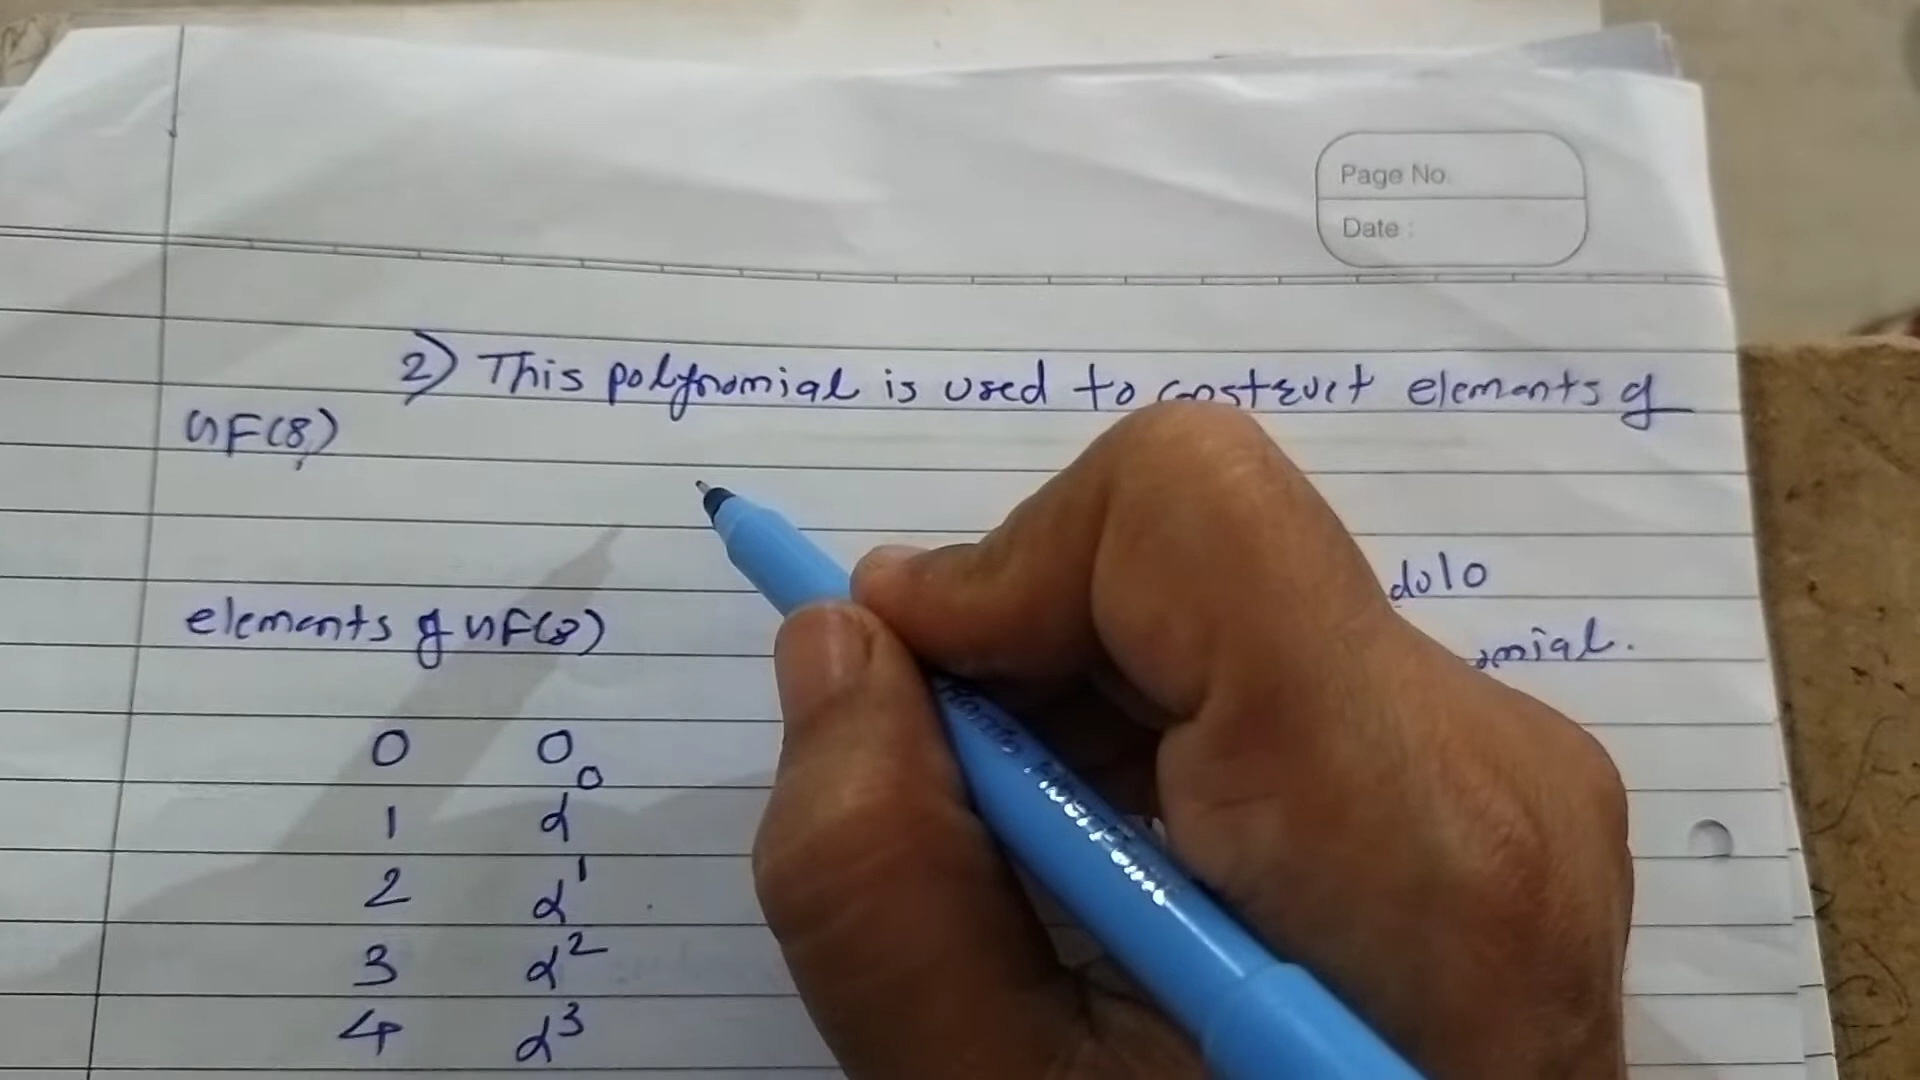 Page No.
Date :
2) This polynomial is used to construct elements of
GF(8)
dulo
elements of GF(8)
omial.
0 0
1 α⁰
2 α¹
3 α²
4 α³